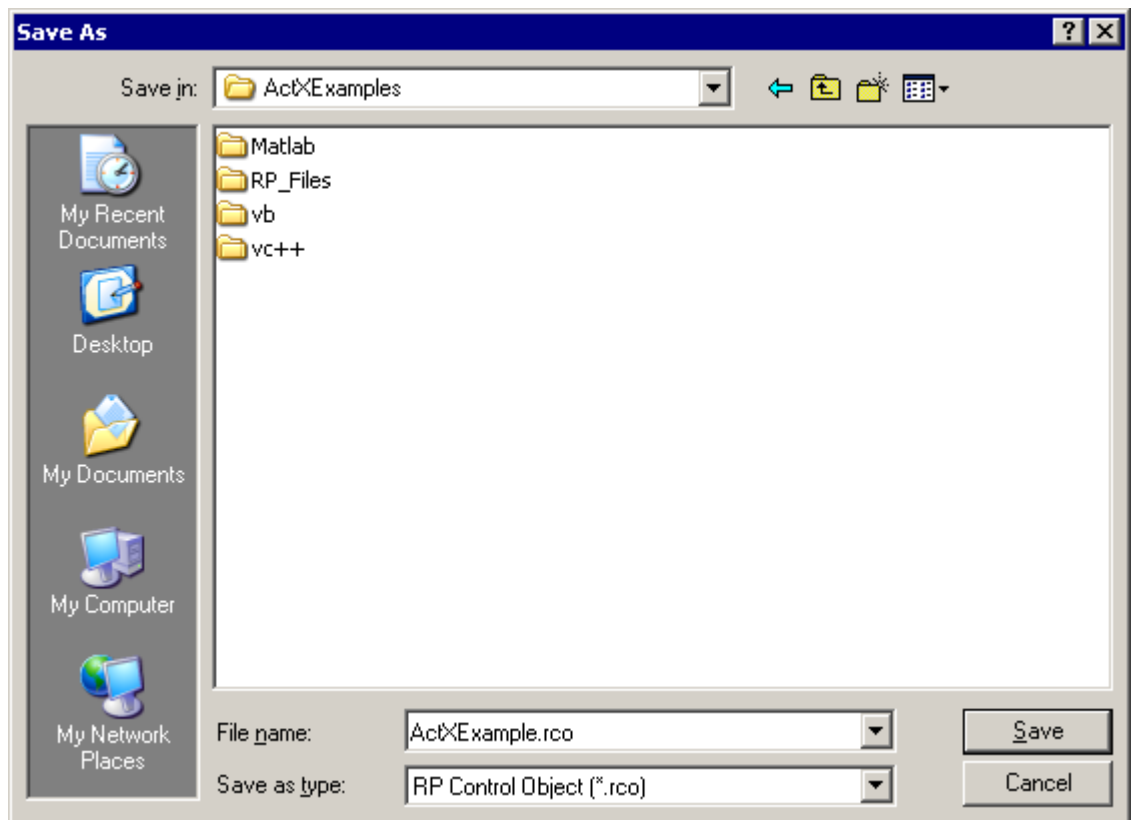 Save As
Save in:
ActXExamples
Matlab
RP_Files
vb
vc++
My Recent
Documents
Desktop
My Documents
My Computer
My Network
Places
File name:
ActXExample.rco
Save
Save as type:
RP Control Object (*.rco)
Cancel